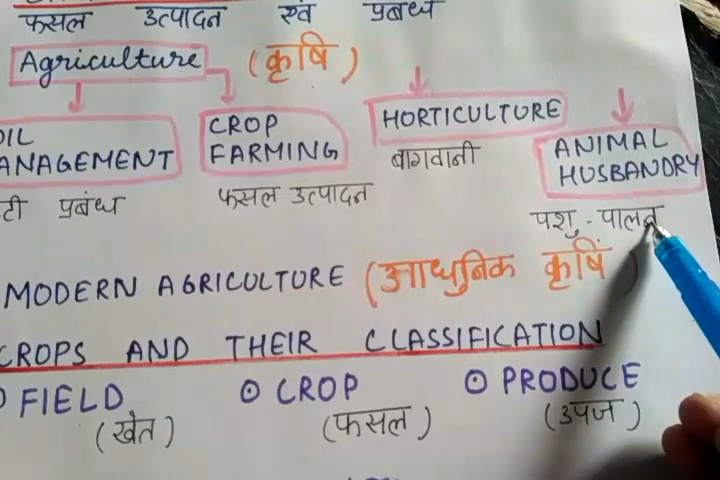 फसल उत्पादन एवं प्रबंध
Agriculture (कृषि)
OIL MANAGEMENT
CROP FARMING
HORTICULTURE
ANIMAL HUSBANDRY
टी प्रबंध
फसल उत्पादन
बागवानी
पशु-पालन
MODERN AGRICULTURE (आधुनिक कृषि)
CROPS AND THEIR CLASSIFICATION
FIELD CROP PRODUCE
(खेत) (फसल) (उपज)